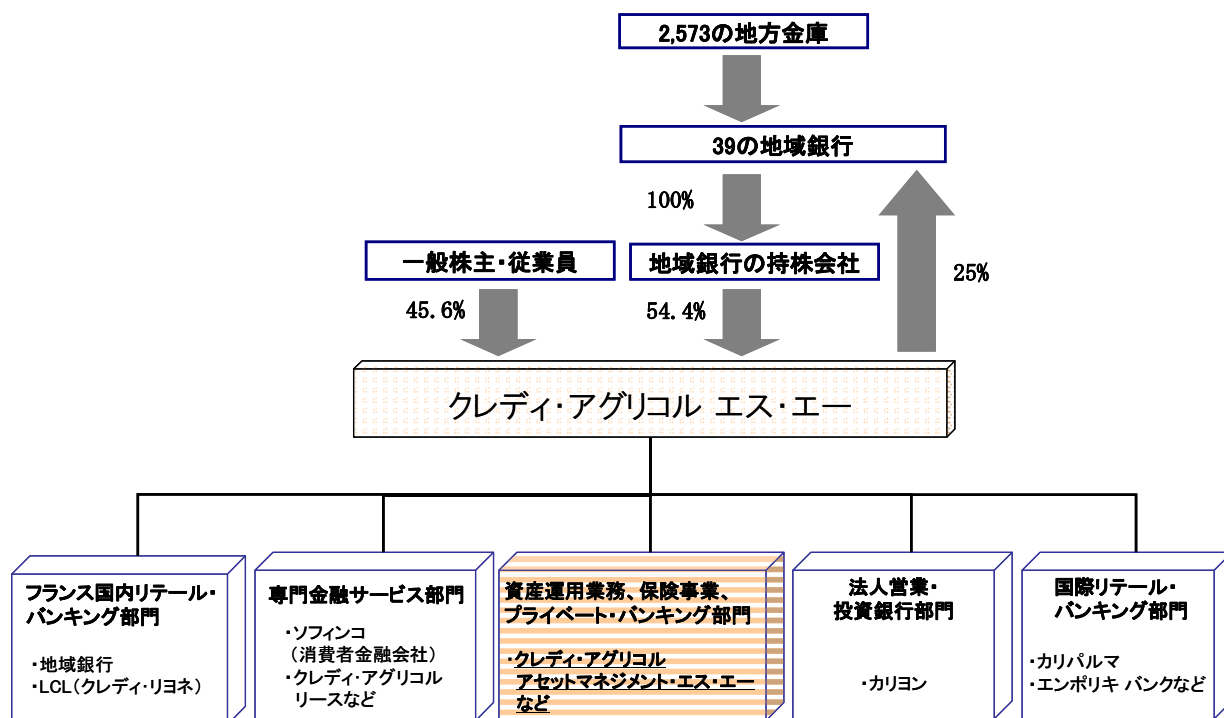 2,573の地方金庫
39の地域銀行
100%
一般株主・従業員
地域銀行の持株会社
25%
45.6%
54.4%
クレディ・アグリコル エス・エー
フランス国内リテール・
バンキング部門
・地域銀行
・LCL(クレディ・リヨネ)
専門金融サービス部門
・ソフィンコ
(消費者金融会社)
・クレディ・アグリコル
リースなど
資産運用業務、保険事業、
プライベート・バンキング部門
・クレディ・アグリコル
アセットマネジメント・エス・エー
など
法人営業・
投資銀行部門
・カリヨン
国際リテール・
バンキング部門
・カリパルマ
・エンポリキ バンクなど